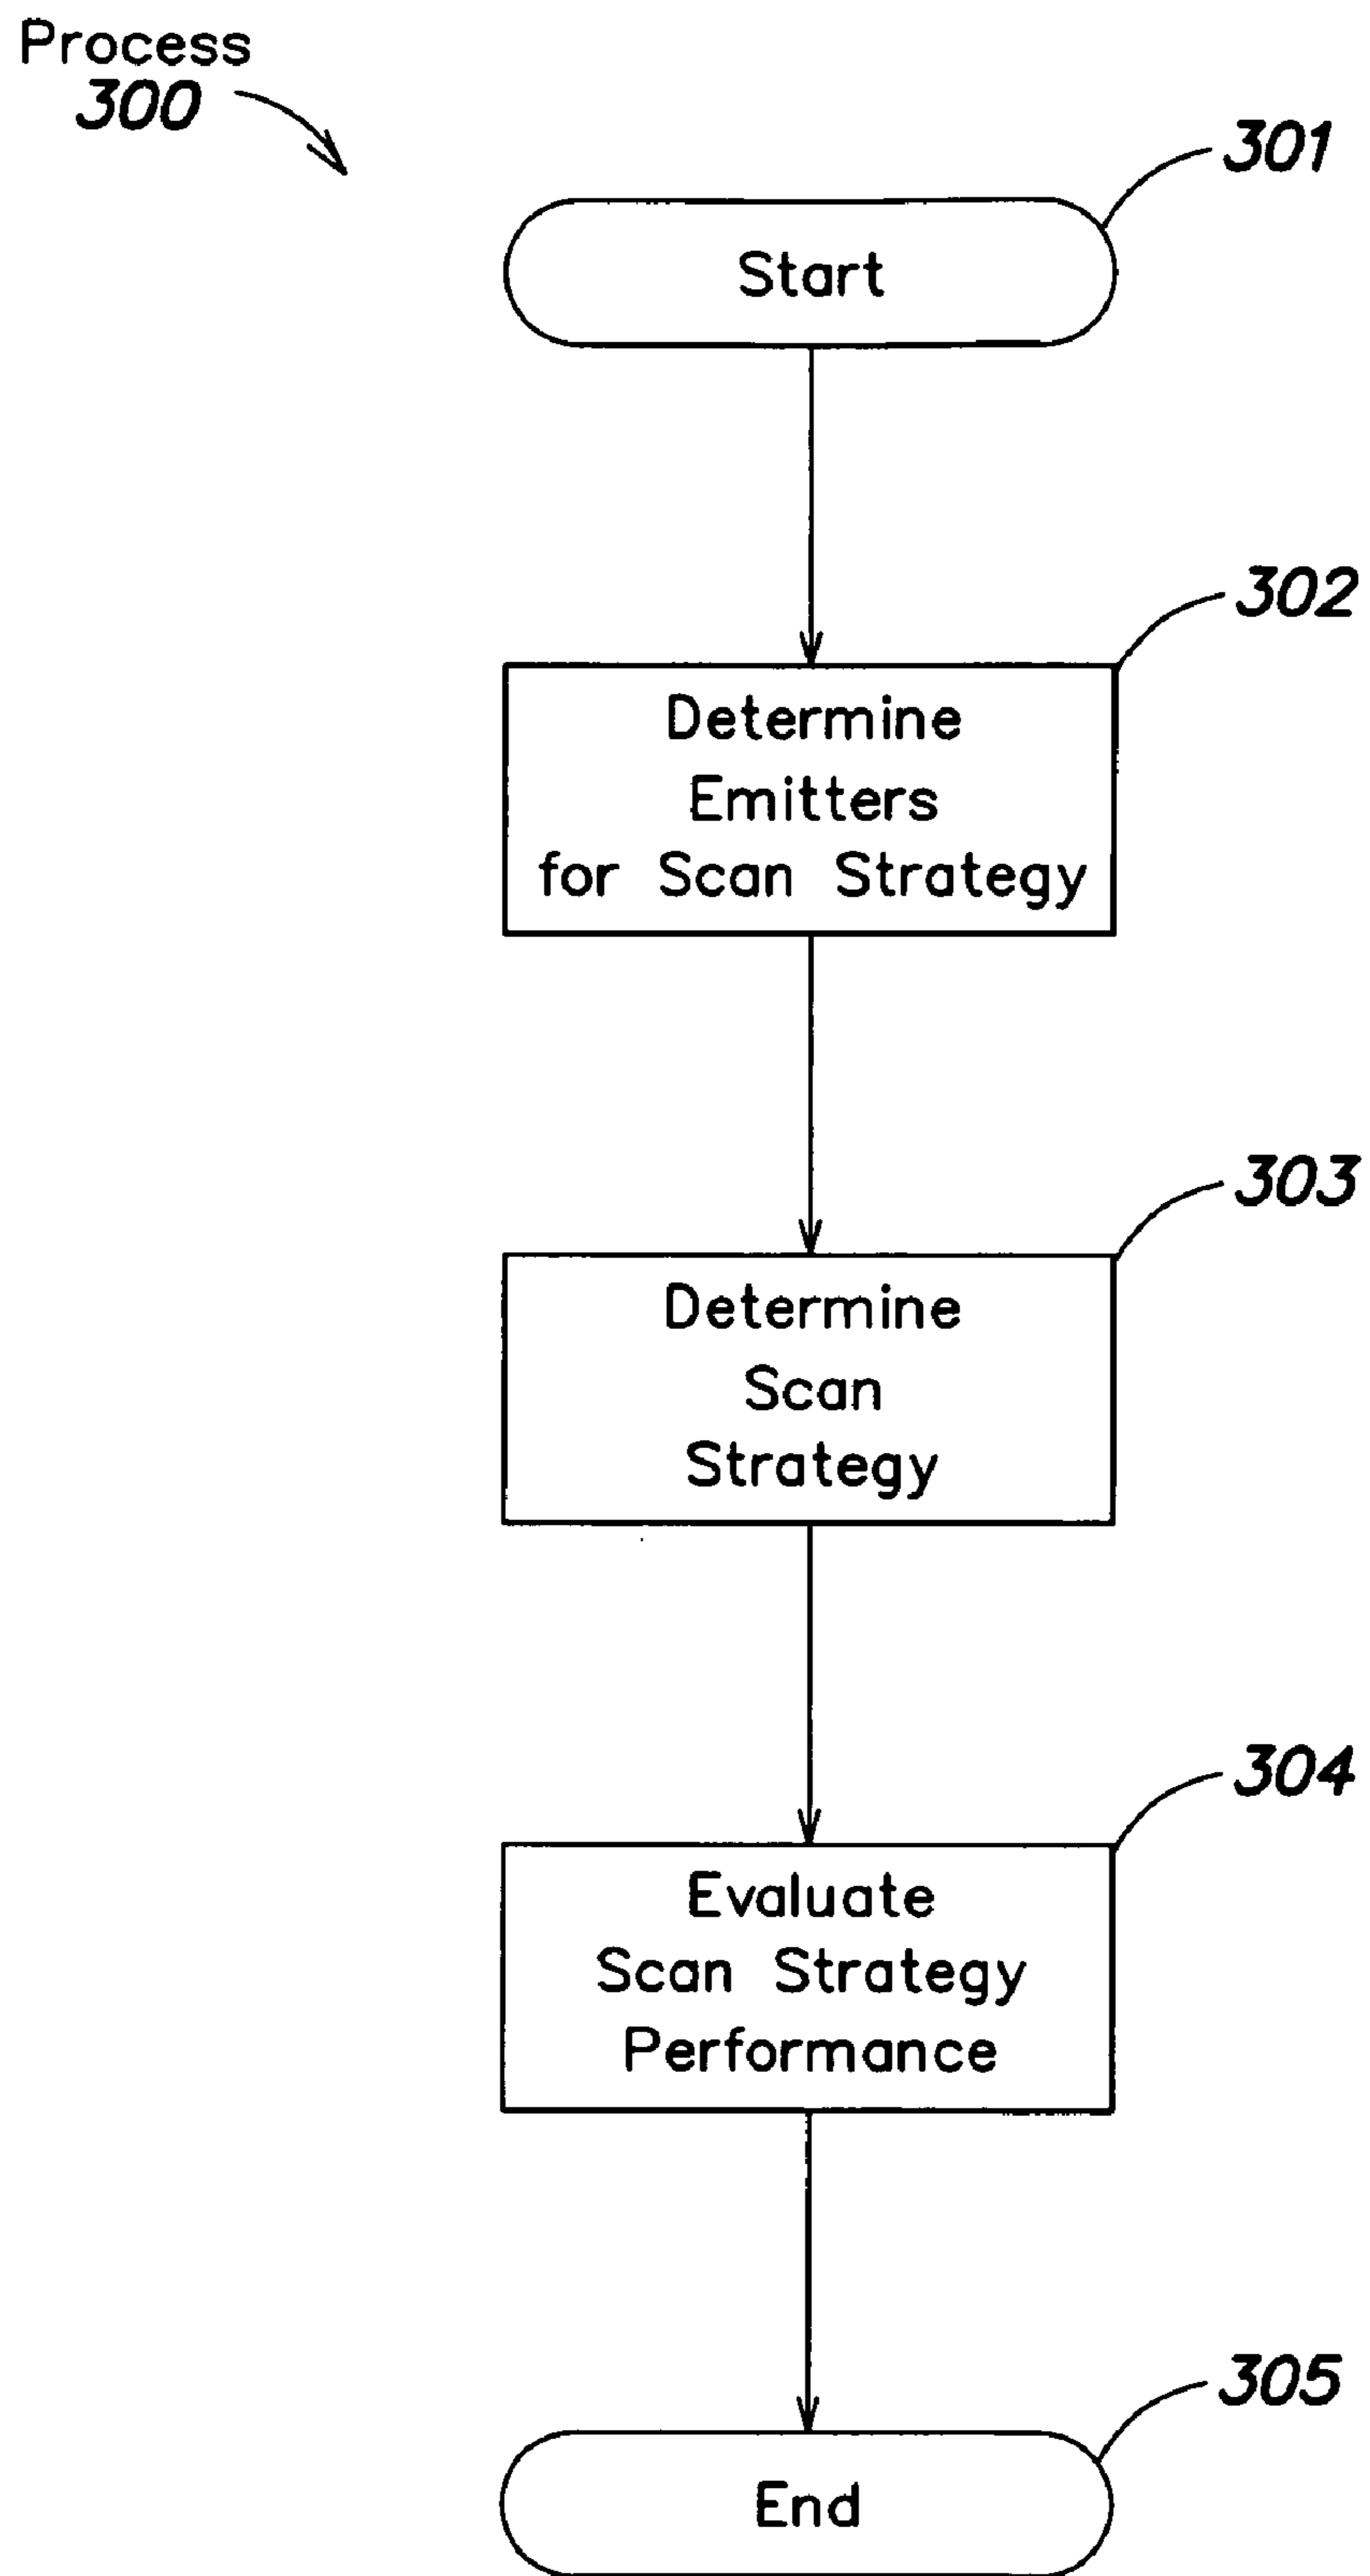 Process
300
301
Start
302
Determine
Emitters
for Scan Strategy
303
Determine
Scan
Strategy
304
Evaluate
Scan Strategy
Performance
305
End